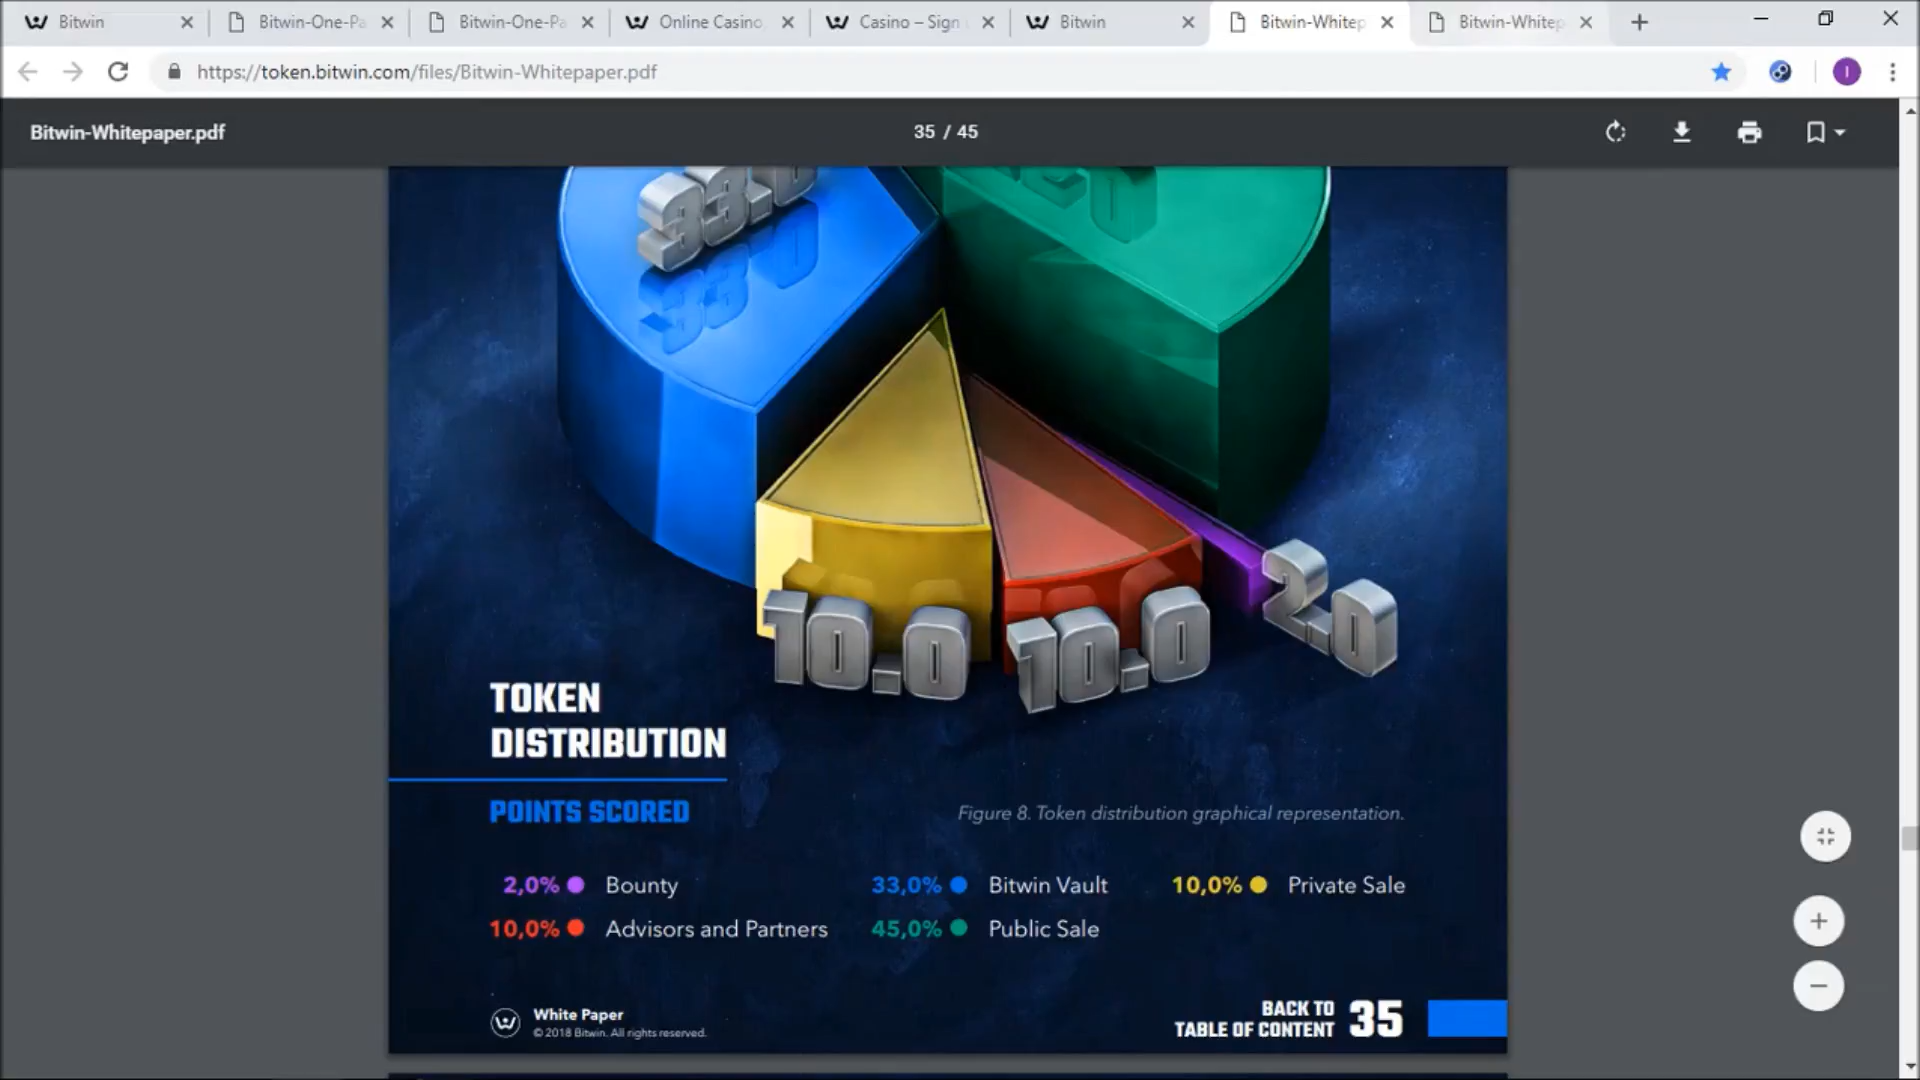 Bitwin
Bitwin-One-Pa
Bitwin-One-Pa
Online Casino
Casino – Sign
Bitwin
Bitwin-Whitep
Bitwin-Whitep
https://token.bitwin.com/files/Bitwin-Whitepaper.pdf
I
Bitwin-Whitepaper.pdf
35 / 45
33.0
10.0
10.0
2.0
TOKEN
DISTRIBUTION
POINTS SCORED
Figure 8. Token distribution graphical representation.
2,0% Bounty
33,0% Bitwin Vault
10,0% Private Sale
10,0% Advisors and Partners
45,0% Public Sale
White Paper
© 2018 Bitwin. All rights reserved.
BACK TO
TABLE OF CONTENT
35